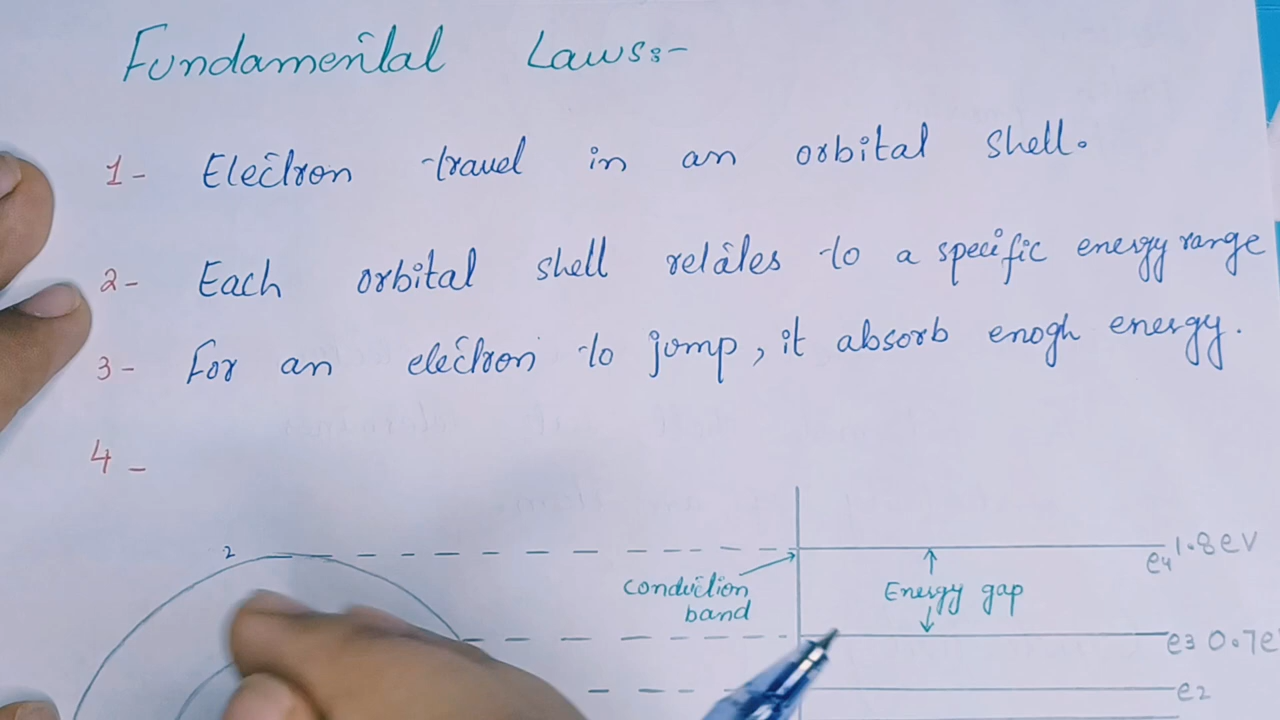 Fundamental Laws:-
1- Electron travel in an orbital shell.
2- Each orbital shell relates to a specific energy range
3- For an electron to jump, it absorb enogh energy.
4 -
2
1.8eV
e4
conduction
band
Energy gap
e3 0.7e
e2